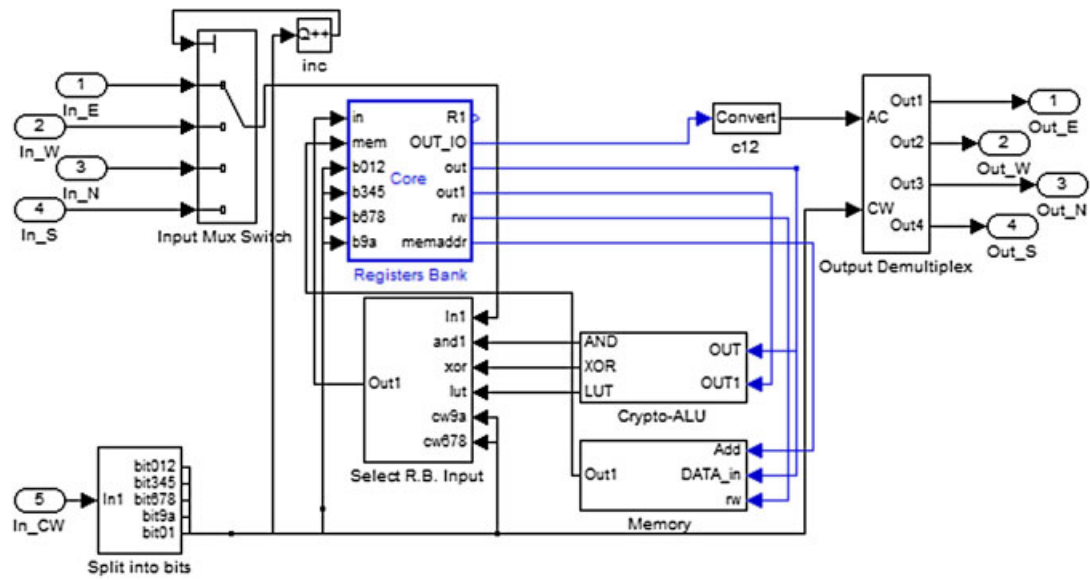 Q++
inc
1
In_E
2
In_W
3
In_N
4
In_S
Input Mux Switch
in
mem
b012
b345
b678
b9a
Core
R1
OUT_IO
out
out1
rw
memaddr
Registers Bank
Convert
c12
AC
CW
Out1
Out2
Out3
Out4
Output Demultiplex
1
Out_E
2
Out_W
3
Out_N
4
Out_S
In1
and1
xor
lut
cw9a
cw678
Out1
Select R.B. Input
AND
XOR
LUT
OUT
OUT1
Crypto-ALU
Add
DATA_in
rw
Out1
Memory
5
In_CW
In1
bit012
bit345
bit678
bit9a
bit01
Split into bits